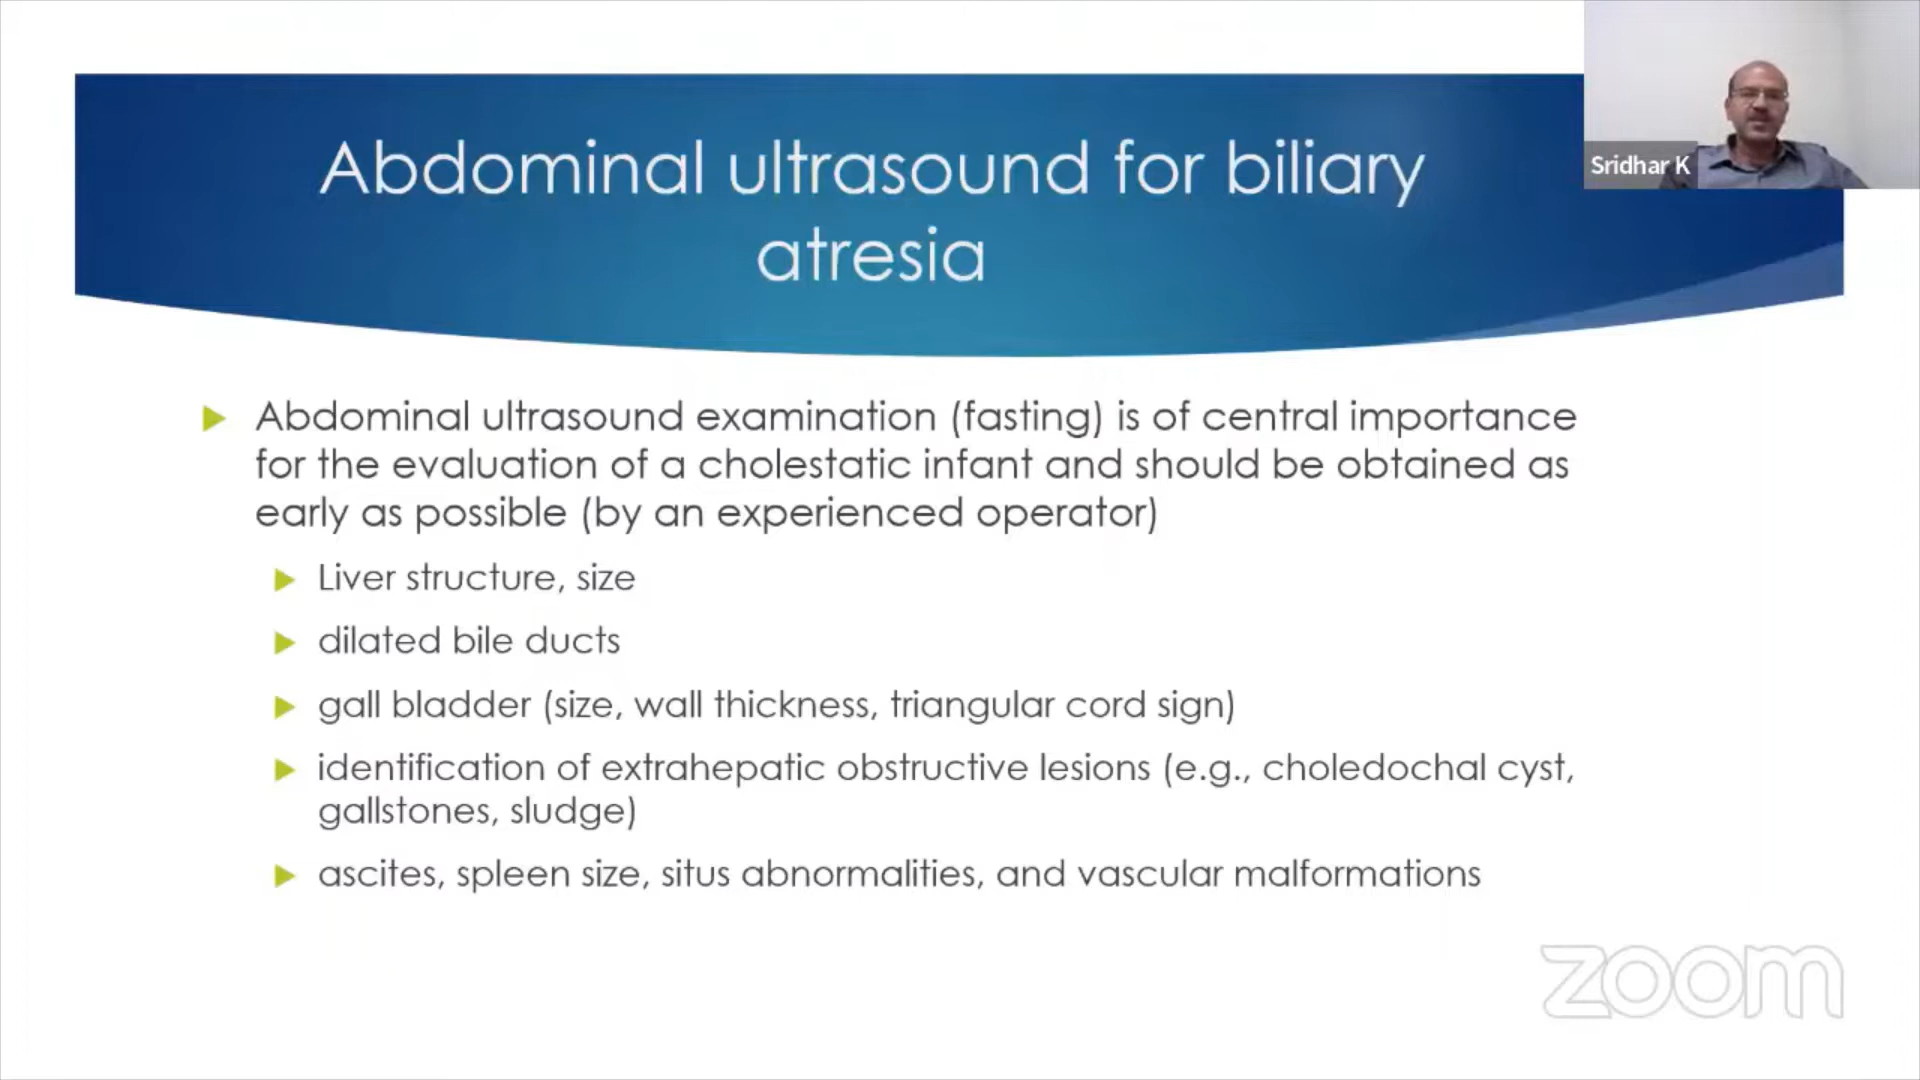 Abdominal ultrasound for biliary
atresia
Sridhar K
Abdominal ultrasound examination (fasting) is of central importance
for the evaluation of a cholestatic infant and should be obtained as
early as possible (by an experienced operator)
Liver structure, size
dilated bile ducts
gall bladder (size, wall thickness, triangular cord sign)
identification of extrahepatic obstructive lesions (e.g., choledochal cyst,
gallstones, sludge)
ascites, spleen size, situs abnormalities, and vascular malformations
zoom